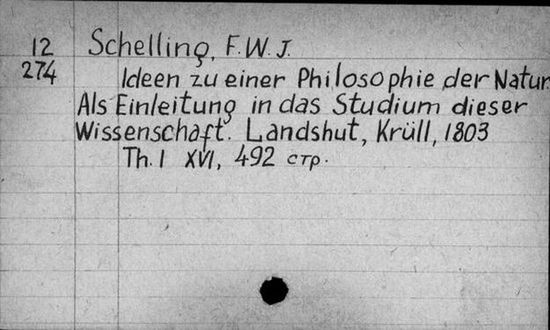 12 Schelling, F. W. J.
274 Ideen zu einer Philosophie der Natur.
Als Einleitung in das Studium dieser
Wissenschaft. Landshut, Krüll, 1803
Th. I XVI, 492 стр.